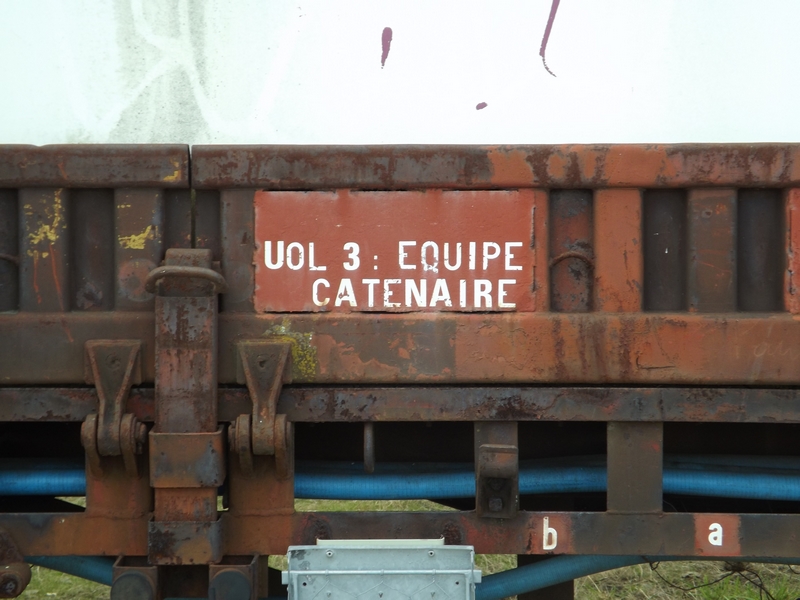 UOL 3 : EQUIPE
CATENAIRE
b a